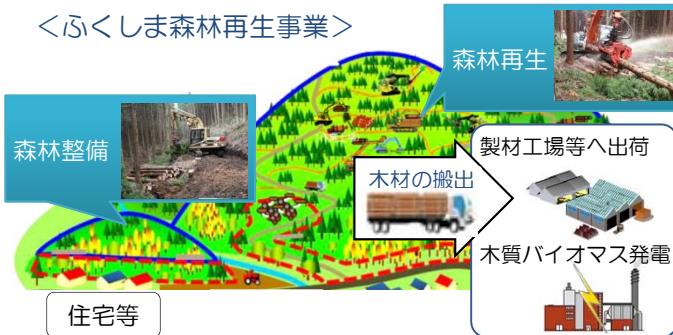 ＜ふくしま森林再生事業＞
森林再生
森林整備
木材の搬出
製材工場等へ出荷
木質バイオマス発電
住宅等